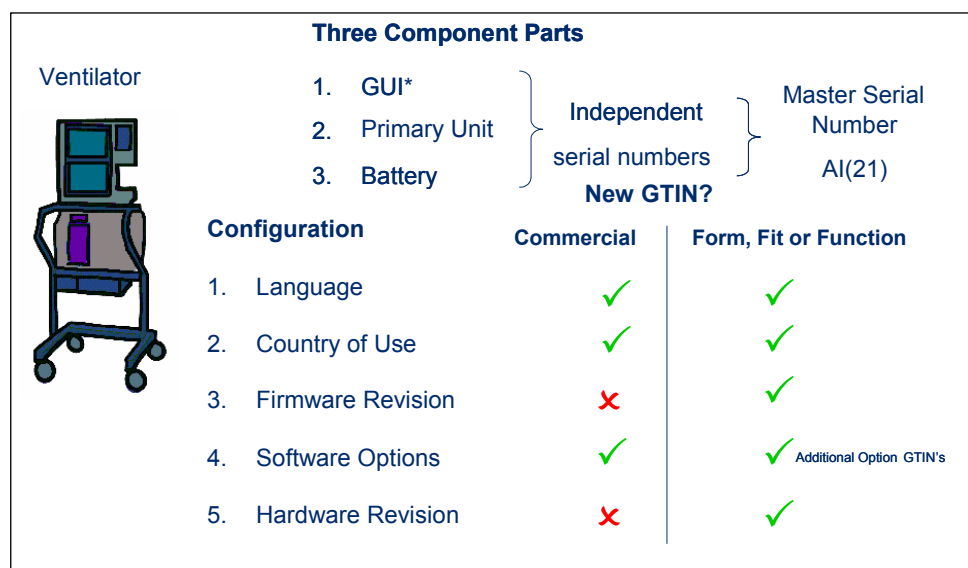 Three Component Parts
Ventilator
1. GUI*
2. Primary Unit
3. Battery
Independent
serial numbers
Master Serial
Number
AI(21)
New GTIN?
Configuration
Commercial
Form, Fit or Function
1. Language
2. Country of Use
3. Firmware Revision
4. Software Options
Additional Option GTIN's
5. Hardware Revision